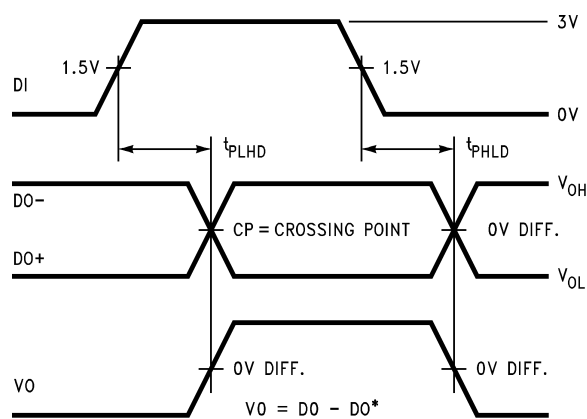 3V
1.5V
1.5V
DI
0V
tPLHD
tPHLD
DO-
VOH
CP = CROSSING POINT
0V DIFF.
DO+
VOL
0V DIFF.
0V DIFF.
VO
VO = DO - DO*